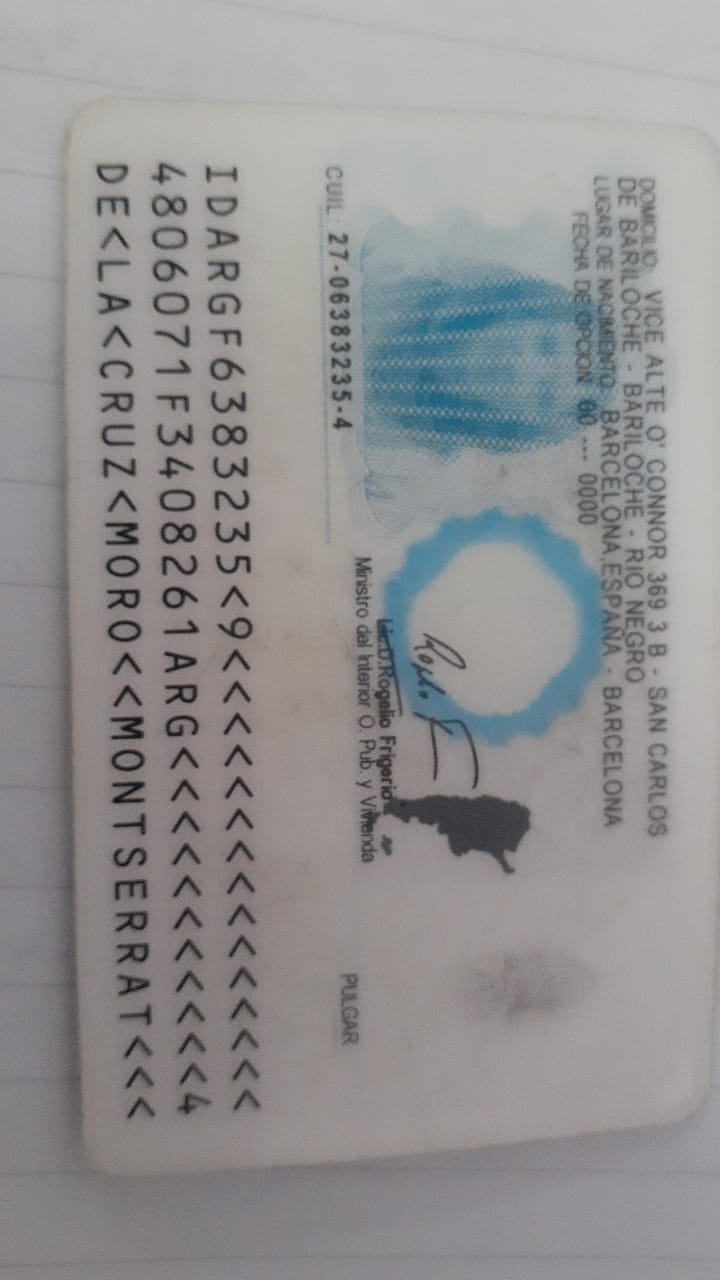 DOMICILIO: VICE ALTE O' CONNOR 369 3 B - SAN CARLOS
DE BARILOCHE - BARILOCHE - RIO NEGRO
LUGAR DE NACIMIENTO: BARCELONA,ESPAÑA - BARCELONA
FECHA DE OPCION 00 --- 0000
Lic.D.Rogelio Frigerio
Ministro del Interior O. Pub. y Vivienda
CUIL: 27-06383235-4
PULGAR
IDARGF6383235<9<<<<<<<<<<<<<<<
4806071F3408261ARG<<<<<<<<<<<4
DE<LA<CRUZ<MORO<<MONTSERRAT<<<